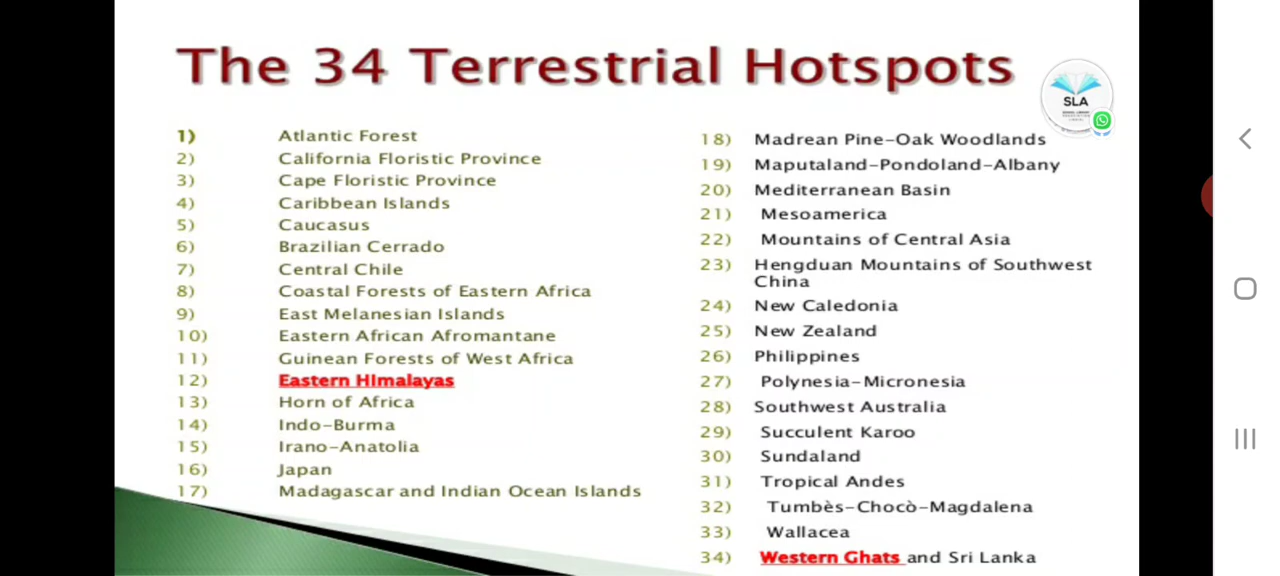 The 34 Terrestrial Hotspots
SLA
1) Atlantic Forest
2) California Floristic Province
3) Cape Floristic Province
4) Caribbean Islands
5) Caucasus
6) Brazilian Cerrado
7) Central Chile
8) Coastal Forests of Eastern Africa
9) East Melanesian Islands
10) Eastern African Afromantane
11) Guinean Forests of West Africa
12) Eastern HImalayas
13) Horn of Africa
14) Indo-Burma
15) Irano-Anatolia
16) Japan
17) Madagascar and Indian Ocean Islands
18) Madrean Pine-Oak Woodlands
19) Maputaland-Pondoland-Albany
20) Mediterranean Basin
21) Mesoamerica
22) Mountains of Central Asia
23) Hengduan Mountains of Southwest
China
24) New Caledonia
25) New Zealand
26) Philippines
27) Polynesia-Micronesia
28) Southwest Australia
29) Succulent Karoo
30) Sundaland
31) Tropical Andes
32) Tumbès-Chocò-Magdalena
33) Wallacea
34) Western Ghats and Sri Lanka